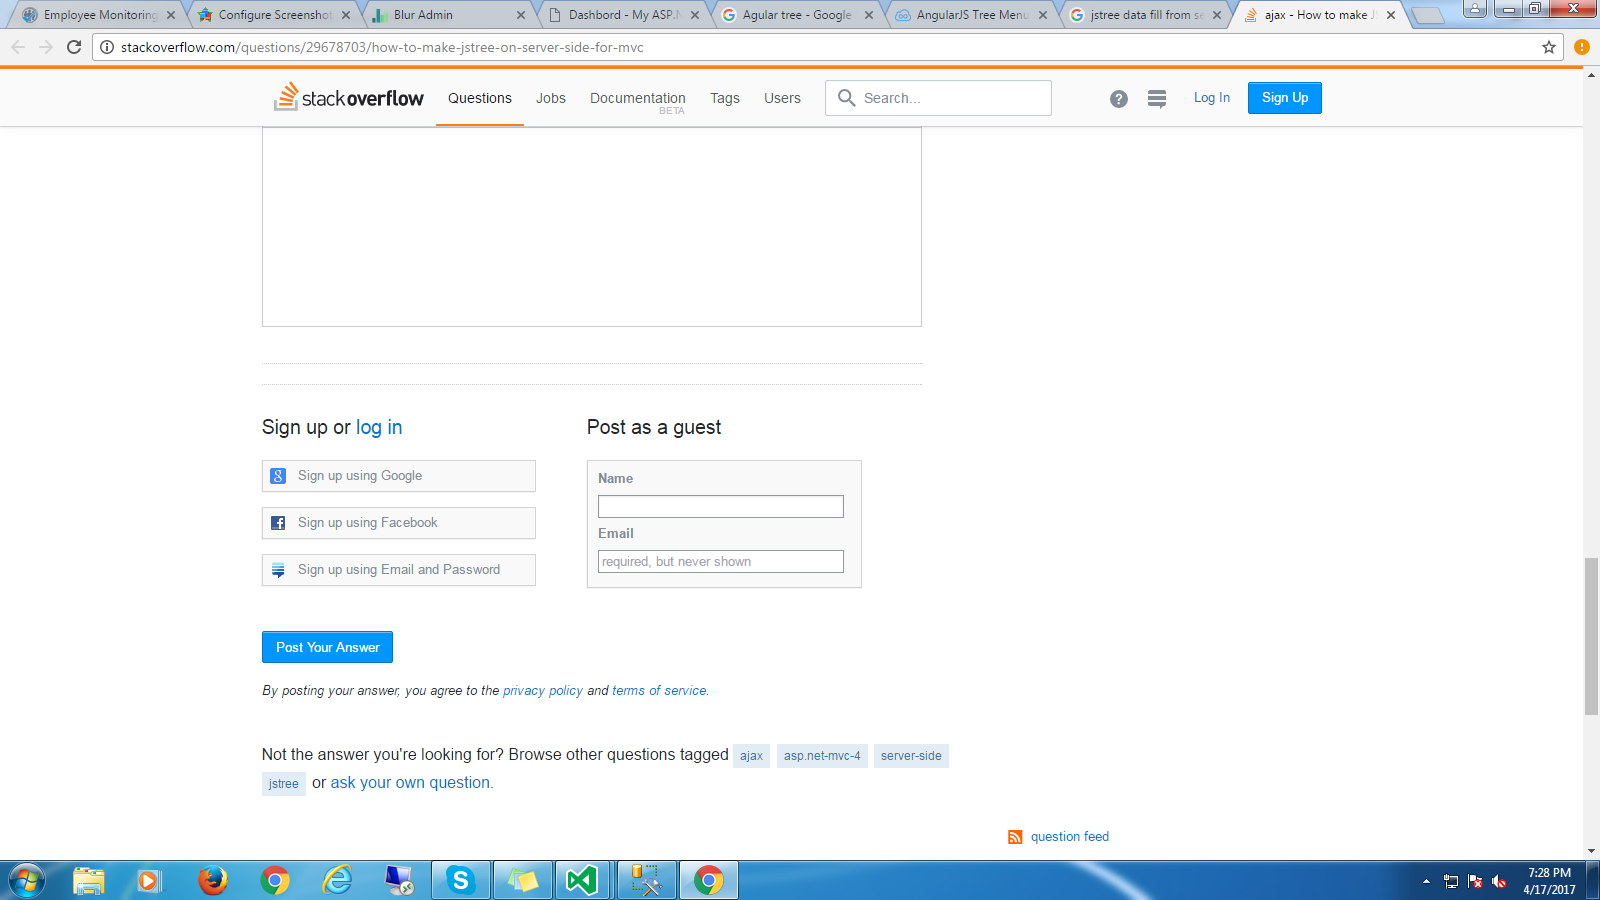 Employee Monitoring
Configure Screenshot
Blur Admin
Dashbord - My ASP.N
Agular tree - Google
AngularJS Tree Menu
jstree data fill from se
ajax - How to make JS
stackoverflow.com/questions/29678703/how-to-make-jstree-on-server-side-for-mvc
stackoverflow
Questions
Jobs
Documentation
BETA
Tags
Users
Search...
Log In
Sign Up
Sign up or log in
Sign up using Google
Sign up using Facebook
Sign up using Email and Password
Post as a guest
Name
Email
required, but never shown
Post Your Answer
By posting your answer, you agree to the privacy policy and terms of service.
Not the answer you're looking for? Browse other questions tagged ajax asp.net-mvc-4 server-side
jstree or ask your own question.
question feed
7:28 PM
4/17/2017